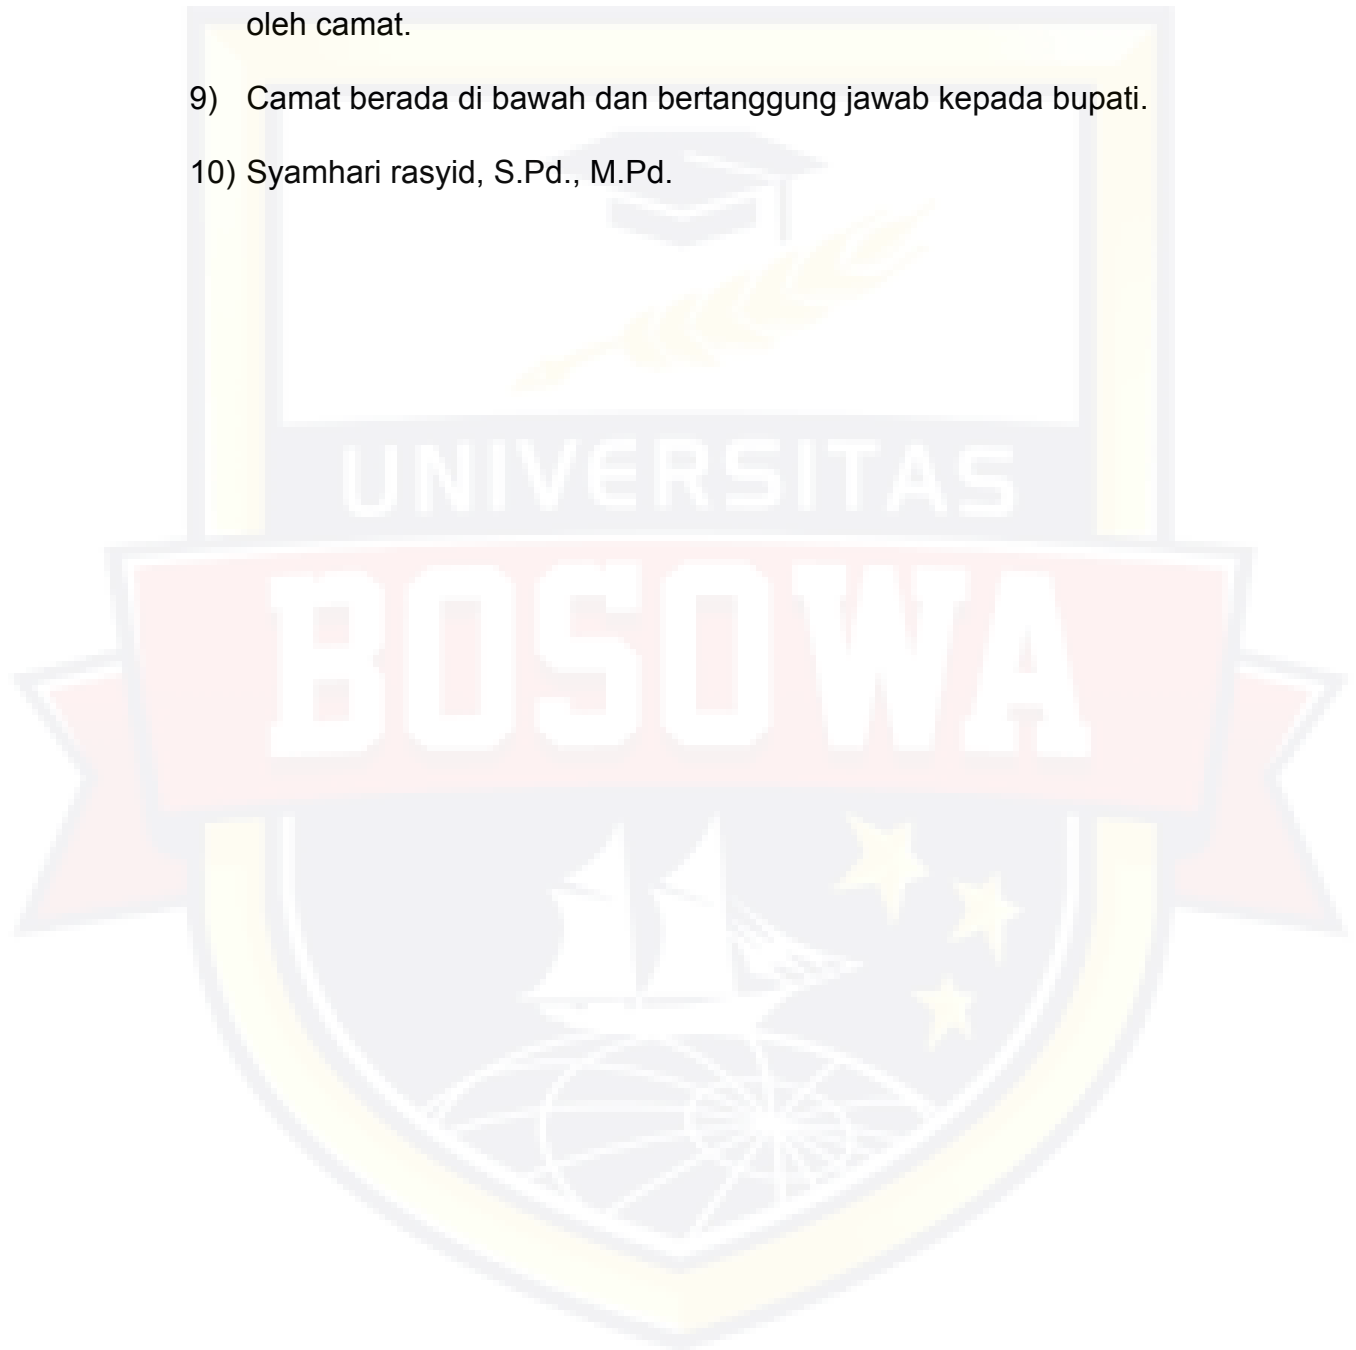 oleh camat.
9) Camat berada di bawah dan bertanggung jawab kepada bupati.
10) Syamhari rasyid, S.Pd., M.Pd.
UNIVERSITAS
BOSOWA